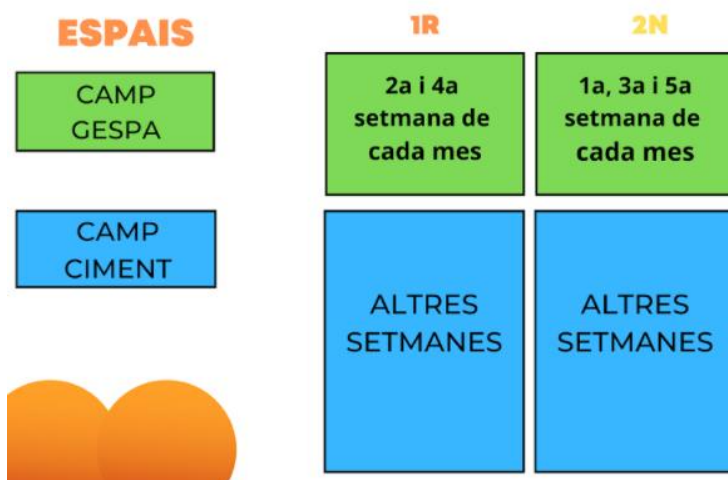 ESPAIS
CAMP
GESPA
CAMP
CIMENT
1R
2a i 4a
setmana de
cada mes
ALTRES
SETMANES
2N
1a, 3a i 5a
setmana de
cada mes
ALTRES
SETMANES